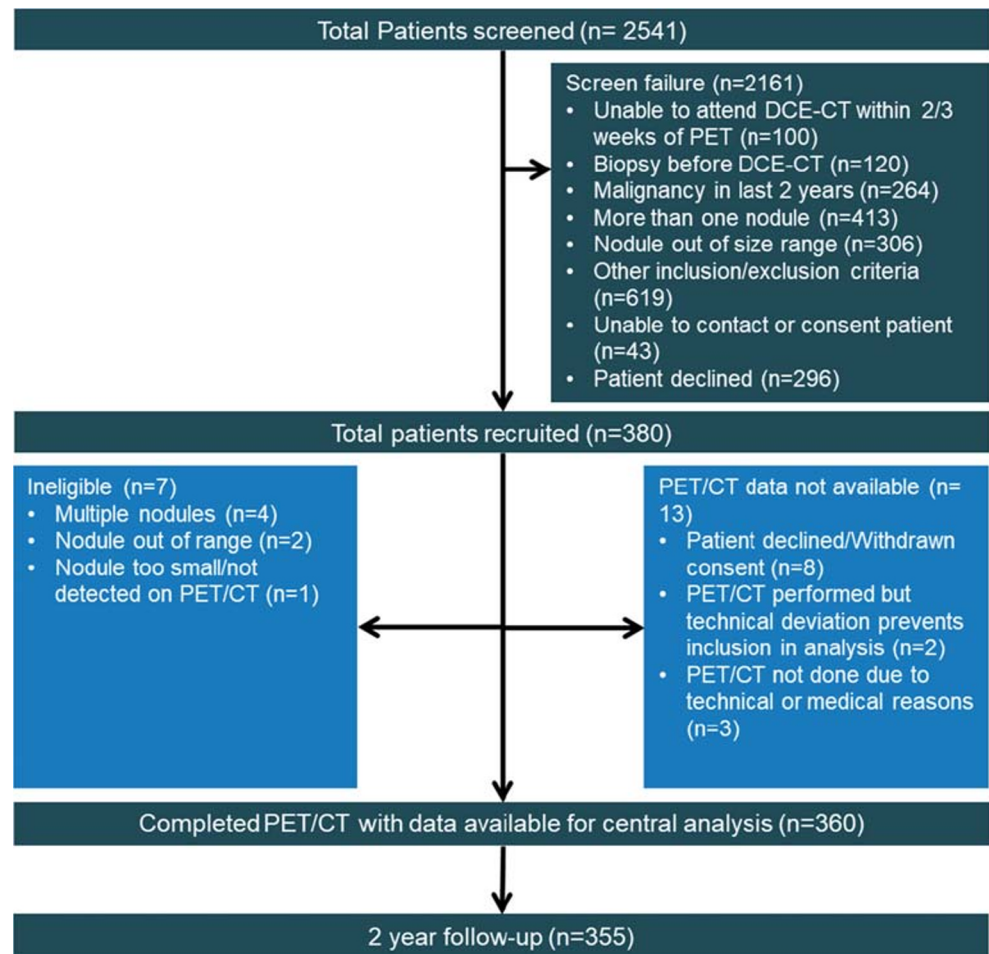 Total Patients screened (n= 2541)
Screen failure (n=2161)
• Unable to attend DCE-CT within 2/3
weeks of PET (n=100)
• Biopsy before DCE-CT (n=120)
• Malignancy in last 2 years (n=264)
• More than one nodule (n=413)
• Nodule out of size range (n=306)
• Other inclusion/exclusion criteria
(n=619)
• Unable to contact or consent patient
(n=43)
• Patient declined (n=296)
Total patients recruited (n=380)
Ineligible (n=7)
• Multiple nodules (n=4)
• Nodule out of range (n=2)
• Nodule too small/not
detected on PET/CT (n=1)
PET/CT data not available (n=
13)
• Patient declined/Withdrawn
consent (n=8)
• PET/CT performed but
technical deviation prevents
inclusion in analysis (n=2)
• PET/CT not done due to
technical or medical reasons
(n=3)
Completed PET/CT with data available for central analysis (n=360)
2 year follow-up (n=355)